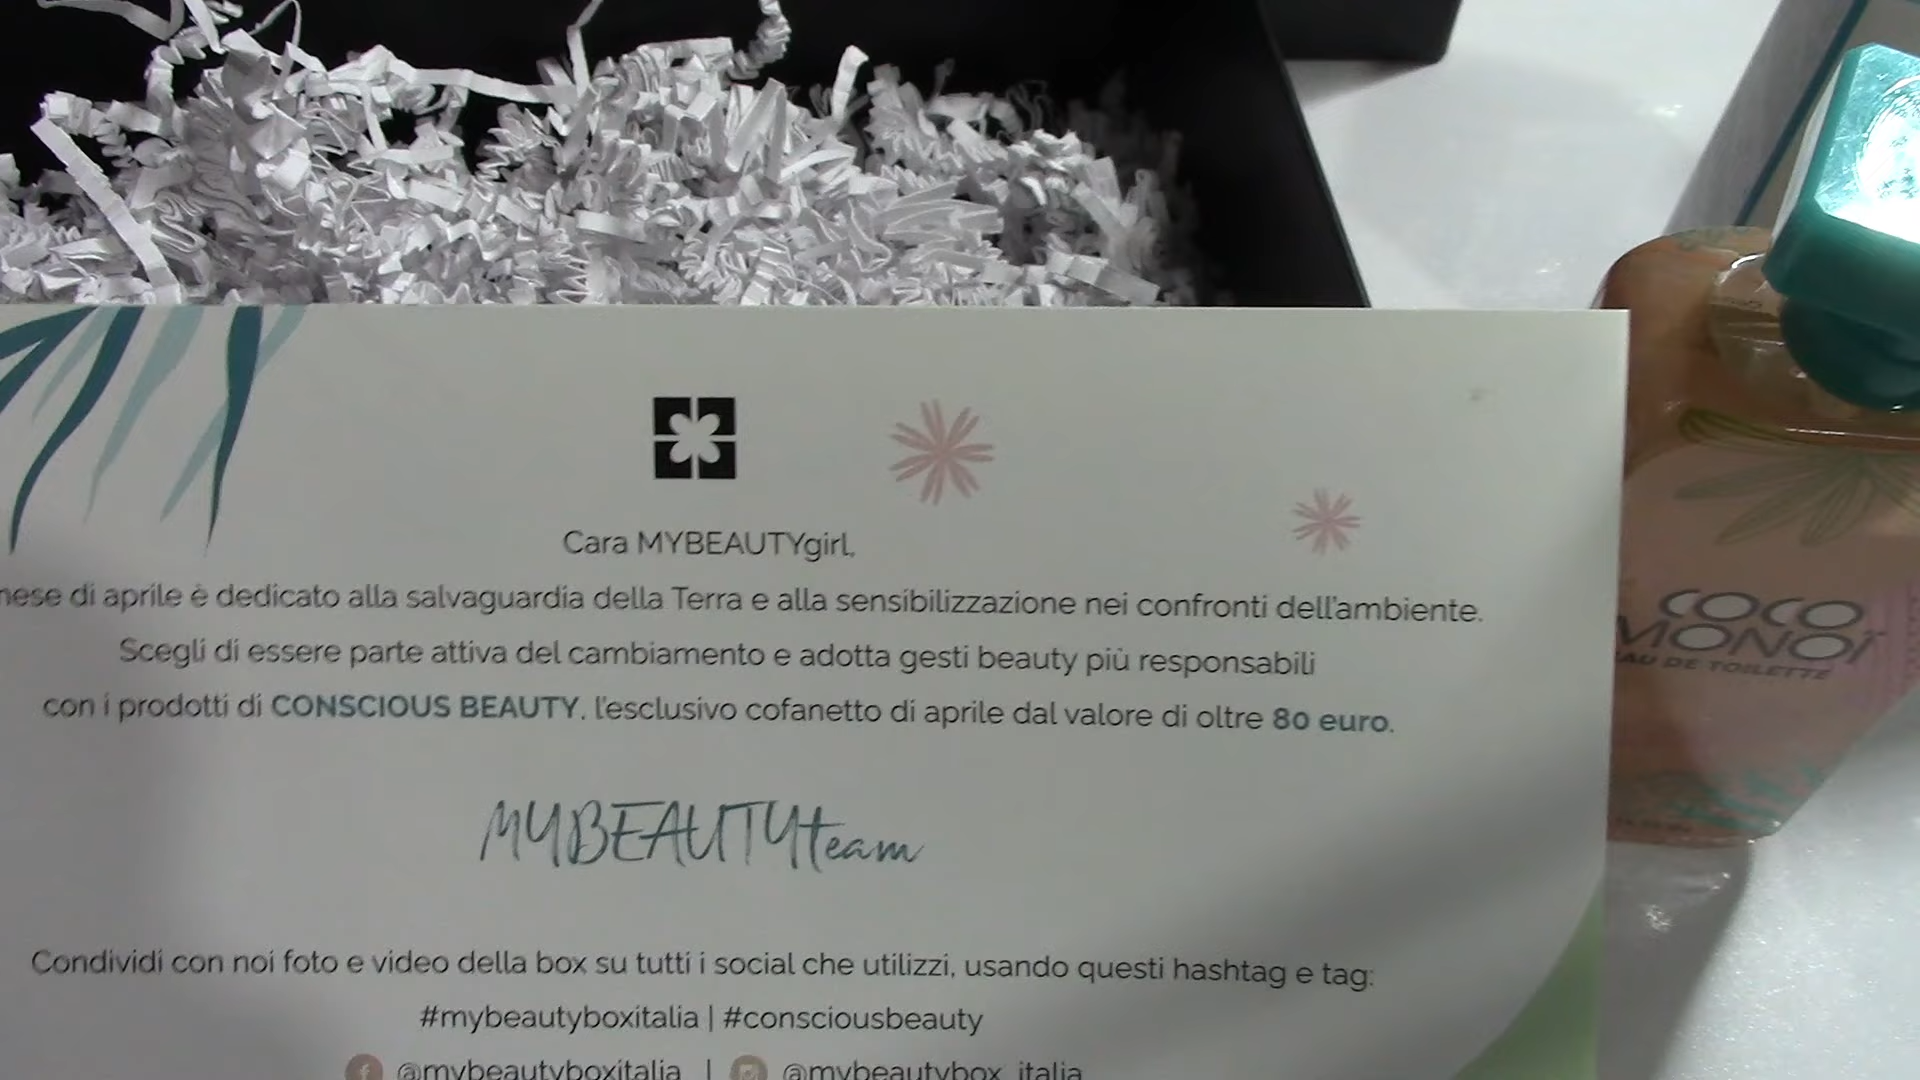 Cara MYBEAUTYgirl,
mese di aprile è dedicato alla salvaguardia della Terra e alla sensibilizzazione nei confronti dell'ambiente.
Scegli di essere parte attiva del cambiamento e adotta gesti beauty più responsabili
con i prodotti di CONSCIOUS BEAUTY, l'esclusivo cofanetto di aprile dal valore di oltre 80 euro.
MYBEAUTYteam
Condividi con noi foto e video della box su tutti i social che utilizzi, usando questi hashtag e tag:
#mybeautyboxitalia | #consciousbeauty
@mybeautyboxitalia | @mybeautybox_italia
COCO
MONOÏ
EAU DE TOILETTE